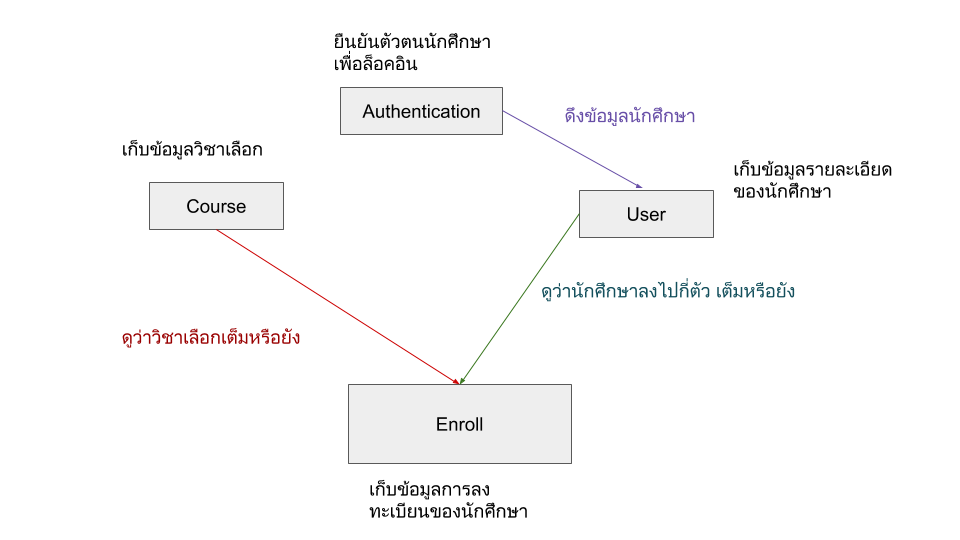 ยืนยันตัวตนนักศึกษา
เพื่อล็อคอิน
Authentication
ดึงข้อมูลนักศึกษา
เก็บข้อมูลวิชาเลือก
เก็บข้อมูลรายละเอียด
ของนักศึกษา
Course
User
ดูว่านักศึกษาลงไปกี่ตัว เต็มหรือยัง
ดูว่าวิชาเลือกเต็มหรือยัง
Enroll
เก็บข้อมูลการลง
ทะเบียนของนักศึกษา